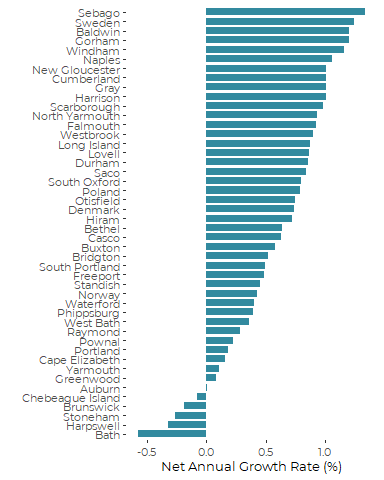 Sebago
Sweden
Baldwin
Gorham
Windham
Naples
New Gloucester
Cumberland
Gray
Harrison
Scarborough
North Yarmouth
Falmouth
Westbrook
Long Island
Lovell
Durham
Saco
South Oxford
Poland
Otisfield
Denmark
Hiram
Bethel
Casco
Buxton
Bridgton
South Portland
Freeport
Standish
Norway
Waterford
Phippsburg
West Bath
Raymond
Pownal
Portland
Cape Elizabeth
Yarmouth
Greenwood
Auburn
Chebeague Island
Brunswick
Stoneham
Harpswell
Bath
-0.5 0.0 0.5 1.0
Net Annual Growth Rate (%)